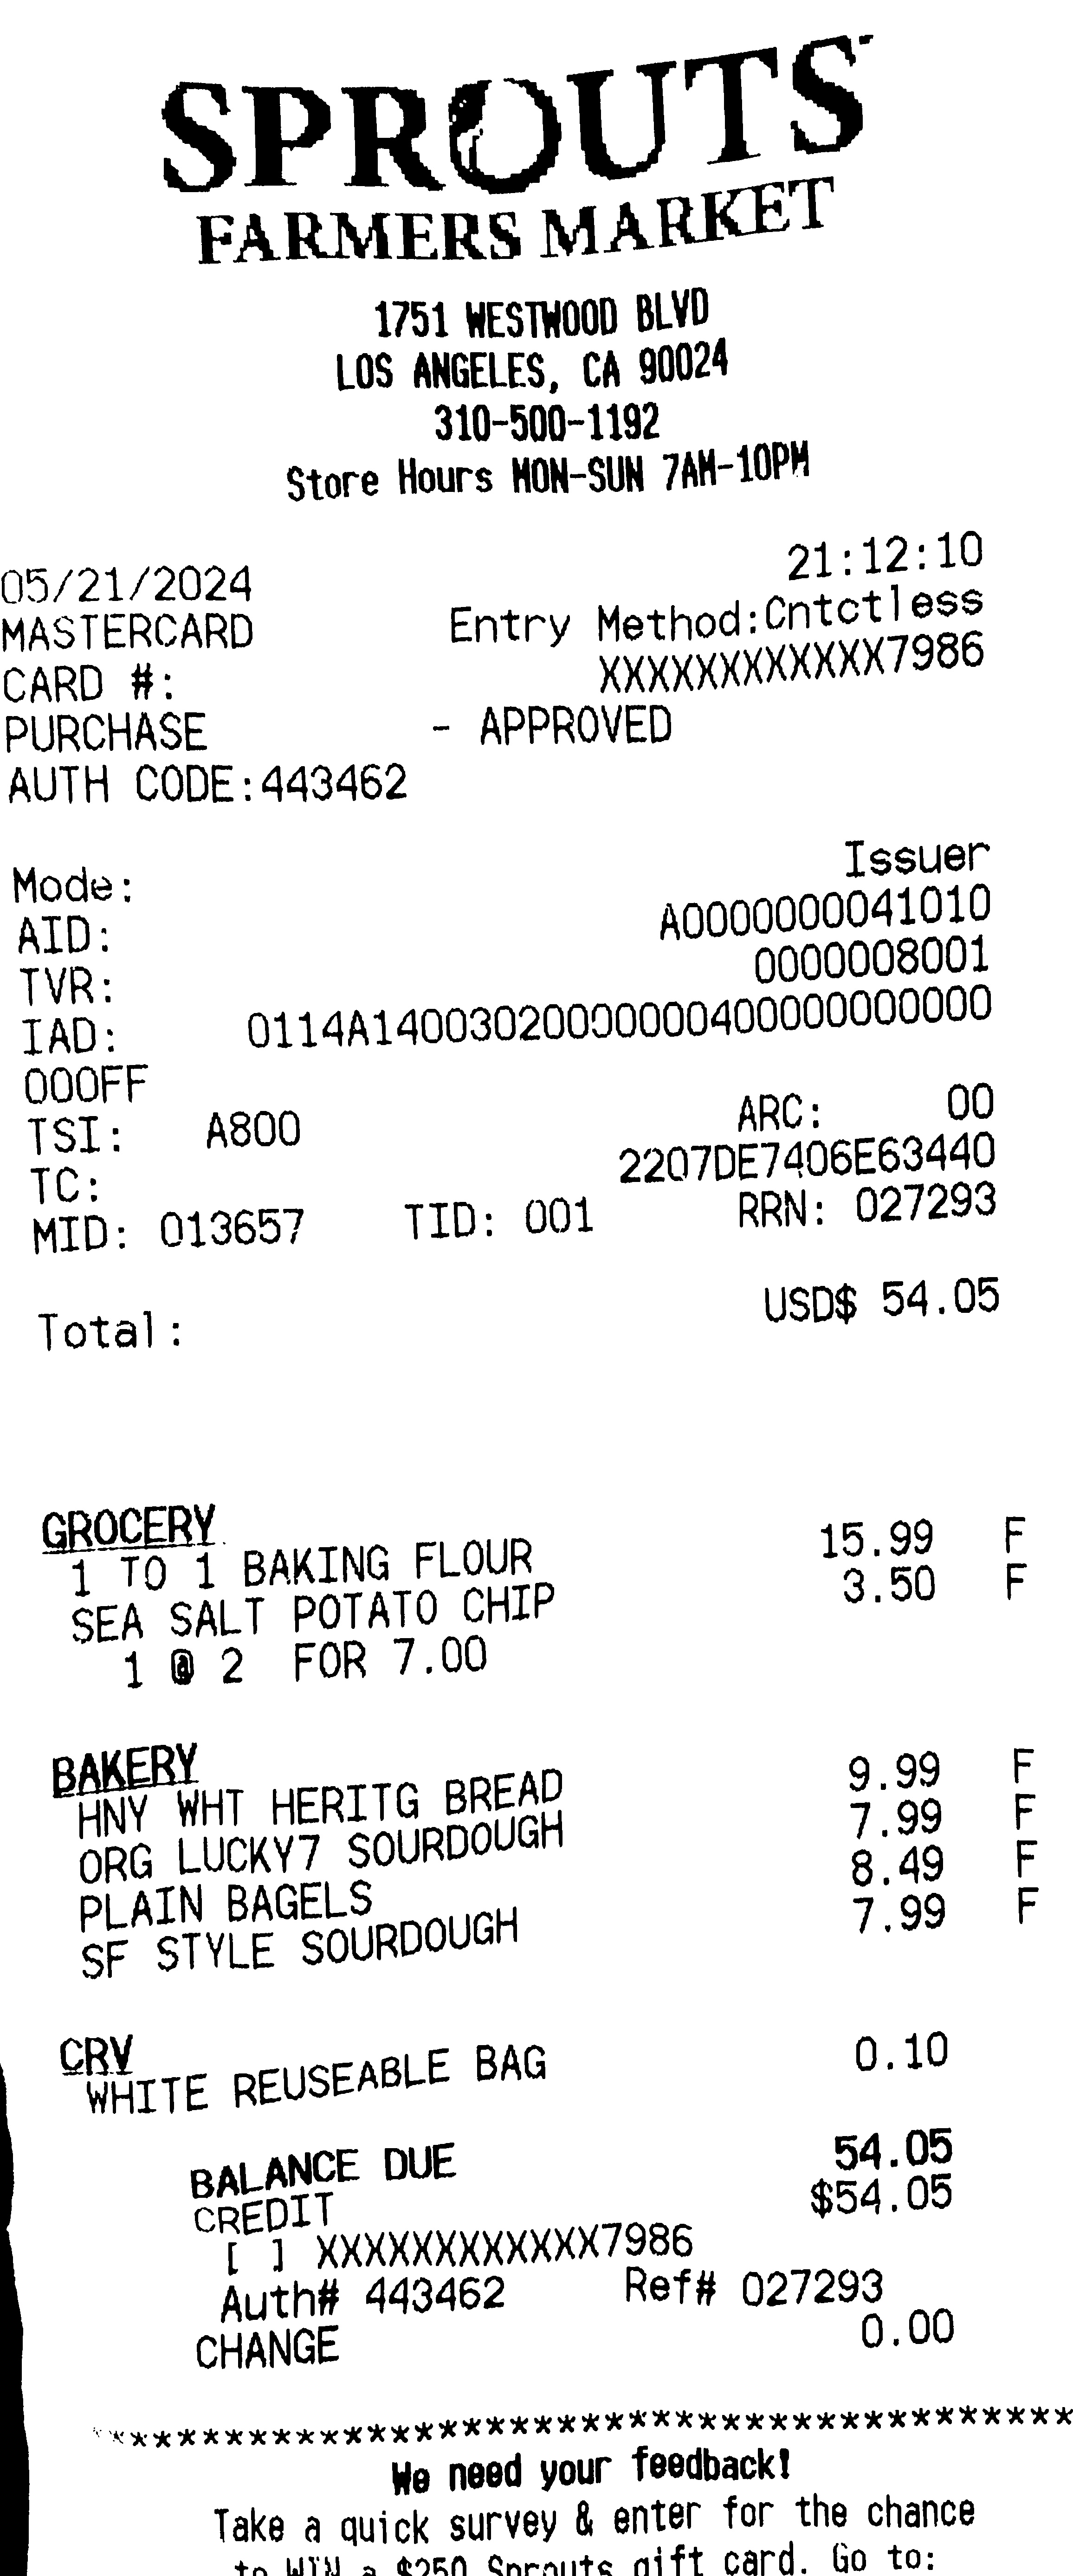 SPROUTS
FARMERS MARKET
1751 WESTWOOD BLVD
LOS ANGELES, CA 90024
310-500-1192
Store Hours MON-SUN 7AM-10PM
05/21/2024 21:12:10
MASTERCARD Entry Method:Cntctless
CARD #: XXXXXXXXXXXX7986
PURCHASE - APPROVED
AUTH CODE:443462
Mode: Issuer
AID: A0000000041010
TVR: 0000008001
IAD: 0114A1400302000000040000000000​0
000FF
TSI: A800 ARC: 00
TC: 2207DE7406E63440
MID: 013657 TID: 001 RRN: 027293
Total: USD$ 54.05
GROCERY
1 TO 1 BAKING FLOUR 15.99 F
SEA SALT POTATO CHIP 3.50 F
1 @ 2 FOR 7.00
BAKERY
HNY WHT HERITG BREAD 9.99 F
ORG LUCKY7 SOURDOUGH 7.99 F
PLAIN BAGELS 8.49 F
SF STYLE SOURDOUGH 7.99 F
CRV
WHITE REUSEABLE BAG 0.10
BALANCE DUE 54.05
CREDIT $54.05
[ ] XXXXXXXXXXXX7986
Auth# 443462 Ref# 027293
CHANGE 0.00
*****************************************
We need your feedback!
Take a quick survey & enter for the chance
to WIN a $250 Sprouts gift card. Go to: